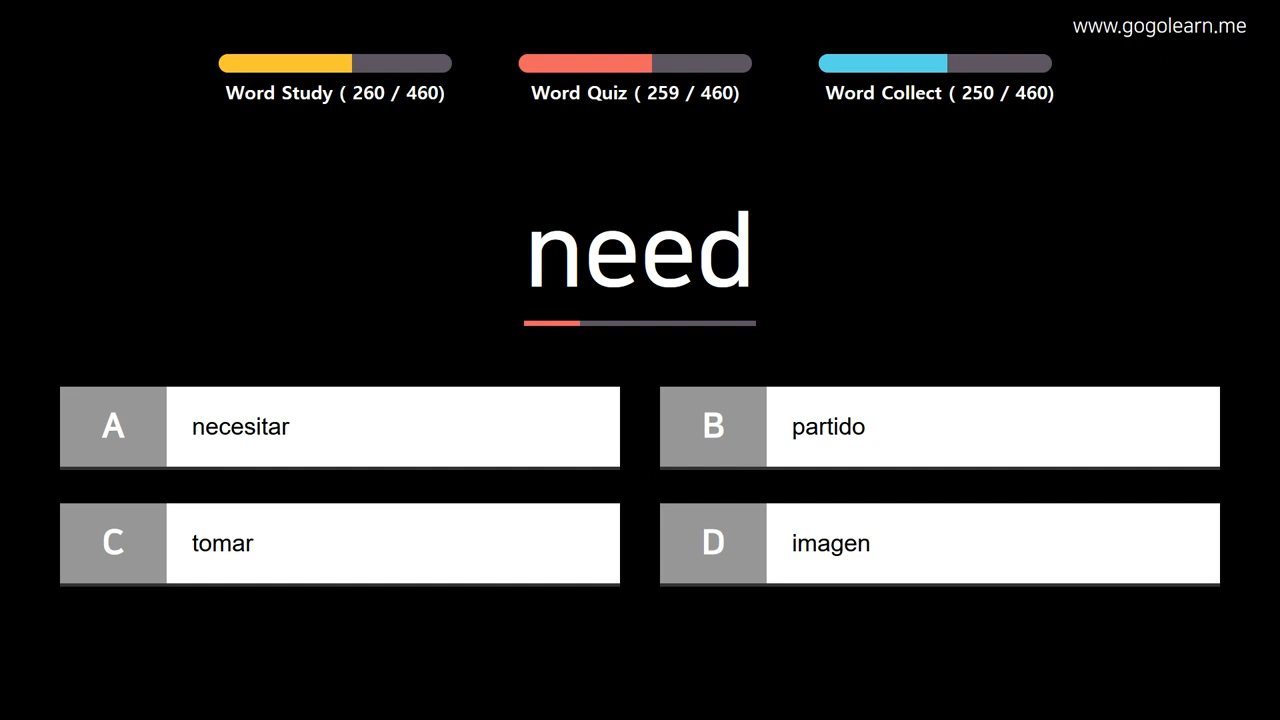 www.gogolearn.me
Word Study ( 260 / 460)
Word Quiz ( 259 / 460)
Word Collect ( 250 / 460)
need
A
necesitar
B
partido
C
tomar
D
imagen